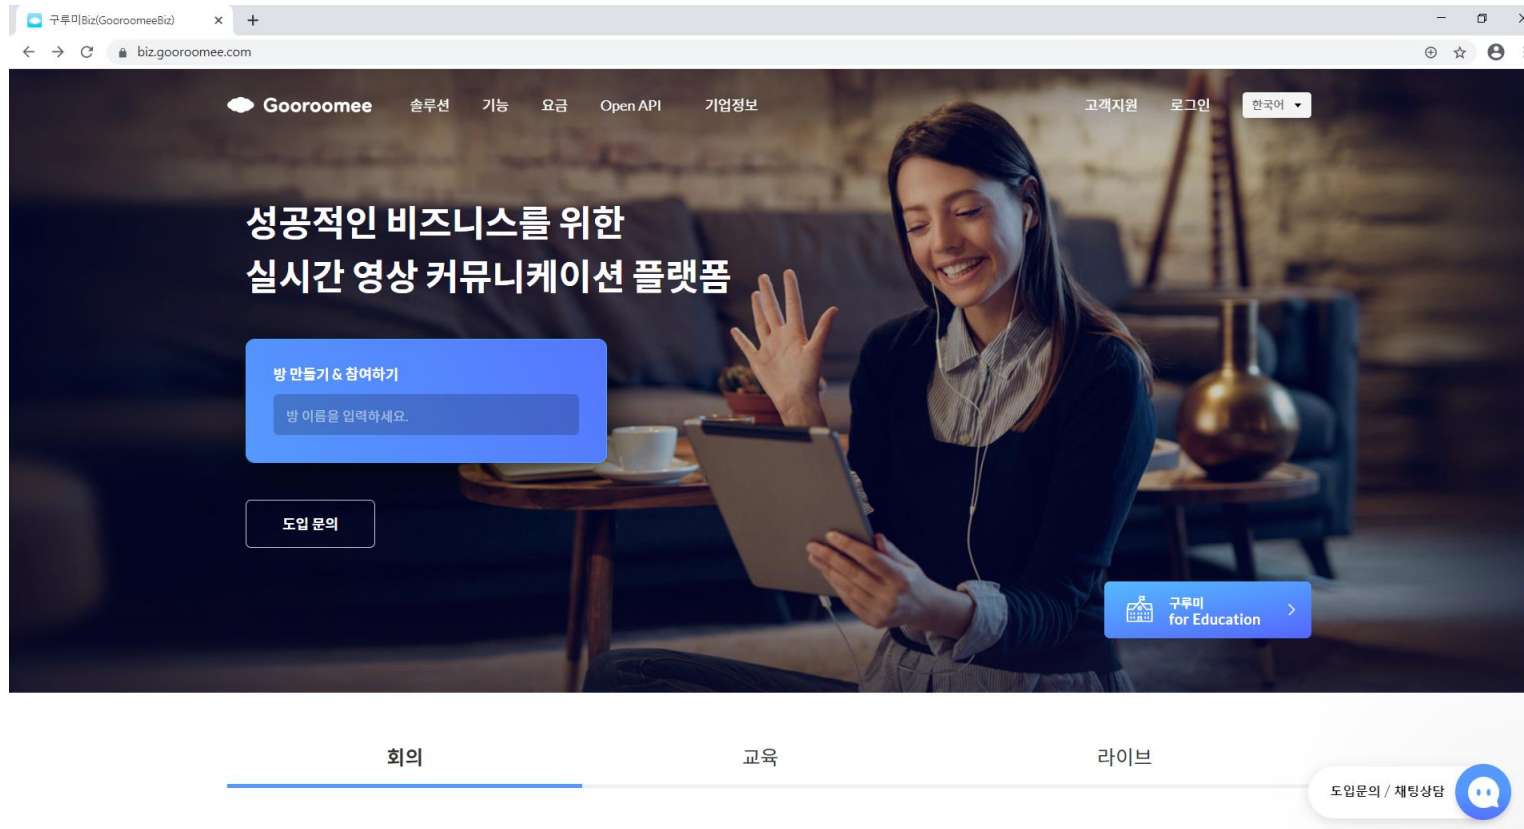 구루미Biz(GooroomeeBiz)
biz.gooroomee.com
Gooroomee 솔루션 기능 요금 Open API 기업정보 고객지원 로그인 한국어
성공적인 비즈니스를 위한
실시간 영상 커뮤니케이션 플랫폼
방 만들기 & 참여하기
방 이름을 입력하세요.
도입 문의
구루미
for Education
회의 교육 라이브
도입문의 / 채팅상담